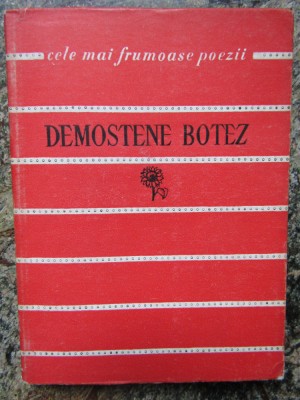 cele mai frumoase poezii
DEMOSTENE BOTEZ